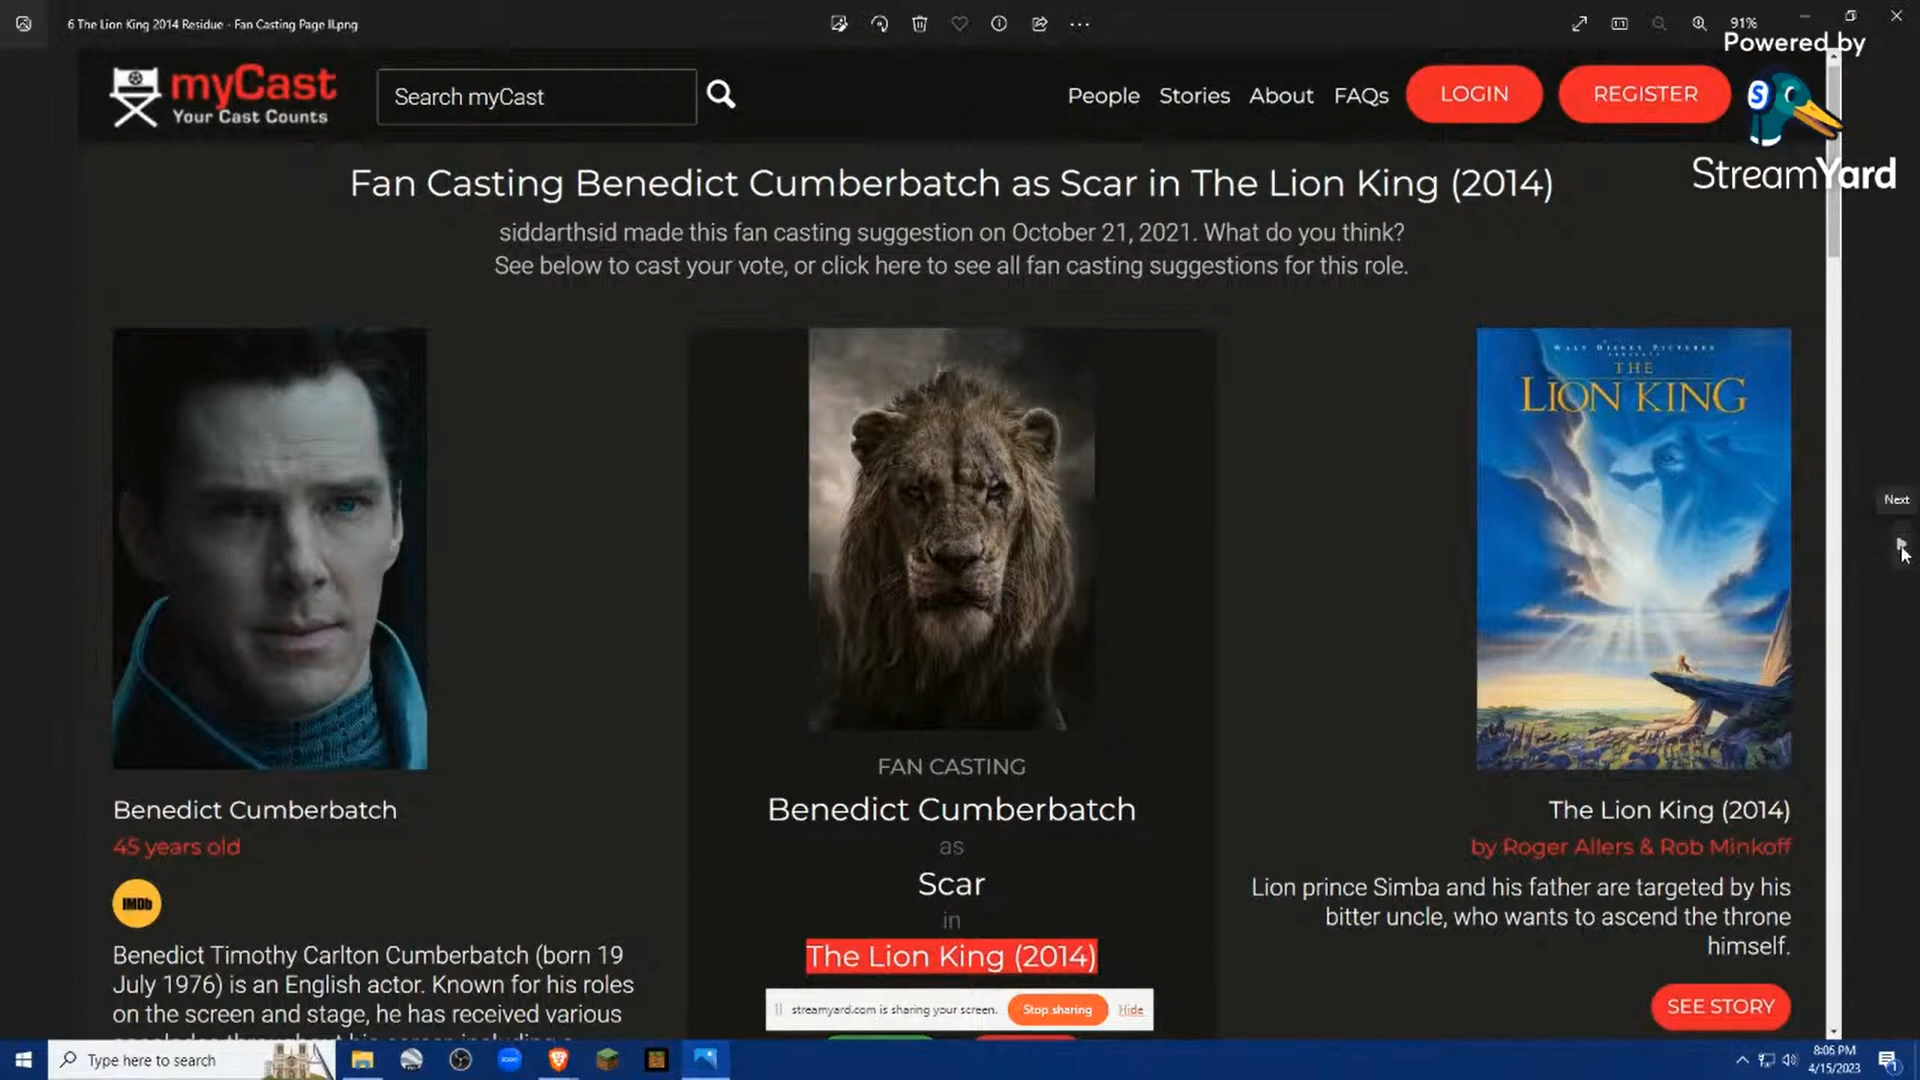 6 The Lion King 2014 Residue - Fan Casting Page II.png
91%
Powered by
StreamYard
myCast
Your Cast Counts
Search myCast
People Stories About FAQs LOGIN REGISTER
Fan Casting Benedict Cumberbatch as Scar in The Lion King (2014)
siddarthsid made this fan casting suggestion on October 21, 2021. What do you think?
See below to cast your vote, or click here to see all fan casting suggestions for this role.
WALT DISNEY PICTURES
PRESENTS
THE
LION KING
Next
FAN CASTING
Benedict Cumberbatch
as
Scar
in
The Lion King (2014)
Benedict Cumberbatch
45 years old
IMDb
Benedict Timothy Carlton Cumberbatch (born 19
July 1976) is an English actor. Known for his roles
on the screen and stage, he has received various
The Lion King (2014)
by Roger Allers & Rob Minkoff
Lion prince Simba and his father are targeted by his
bitter uncle, who wants to ascend the throne
himself.
SEE STORY
streamyard.com is sharing your screen. Stop sharing Hide
Type here to search
zoom
8:05 PM
4/15/2023
1